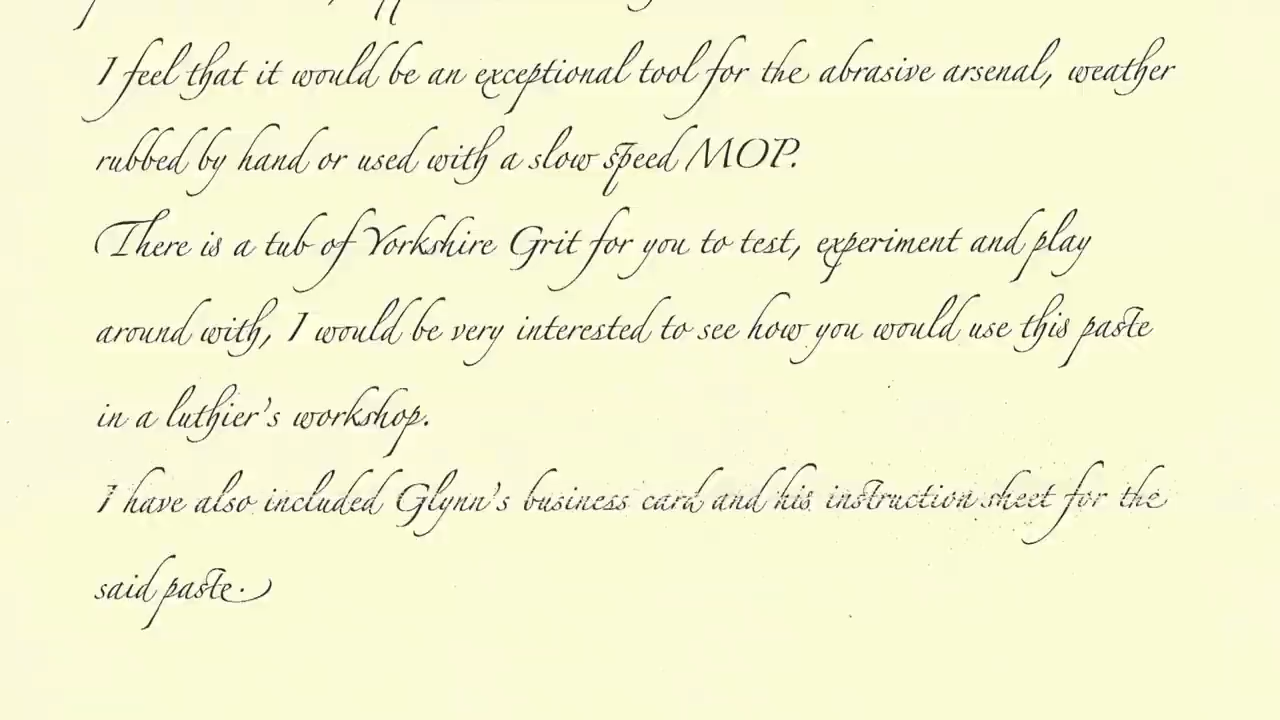 I feel that it would be an exceptional tool for the abrasive arsenal, weather
rubbed by hand or used with a slow speed MOP.
There is a tub of Yorkshire Grit for you to test, experiment and play
around with, I would be very interested to see how you would use this paste
in a luthier's workshop.
I have also included Glynn's business card and his instruction sheet for the
said paste.